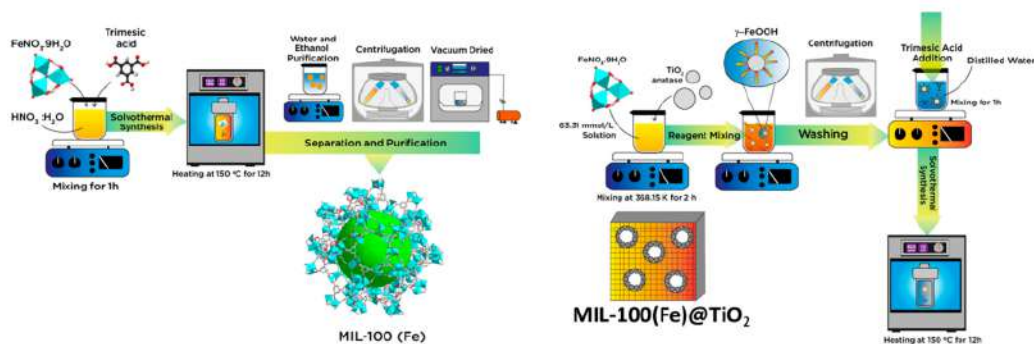 FeNO₃.9H₂O
Trimesic
acid
HNO₃:H₂O
Solvothermal
Synthesis
Mixing for 1h
Heating at 150 ºC for 12h
Water and
Ethanol
Purification
Centrifugation
Vacuum Dried
Separation and Purification
MIL-100 (Fe)
FeNO₃.9H₂O
TiO₂
anatase
63.31 mmol/L
Solution
Reagent Mixing
Mixing at 368.15 K for 2 h
γ-FeOOH
Washing
Centrifugation
Trimesic Acid
Addition
Distilled Water
Mixing for 1h
Solvothermal
Synthesis
Heating at 150 ºC for 12h
MIL-100(Fe)@TiO₂